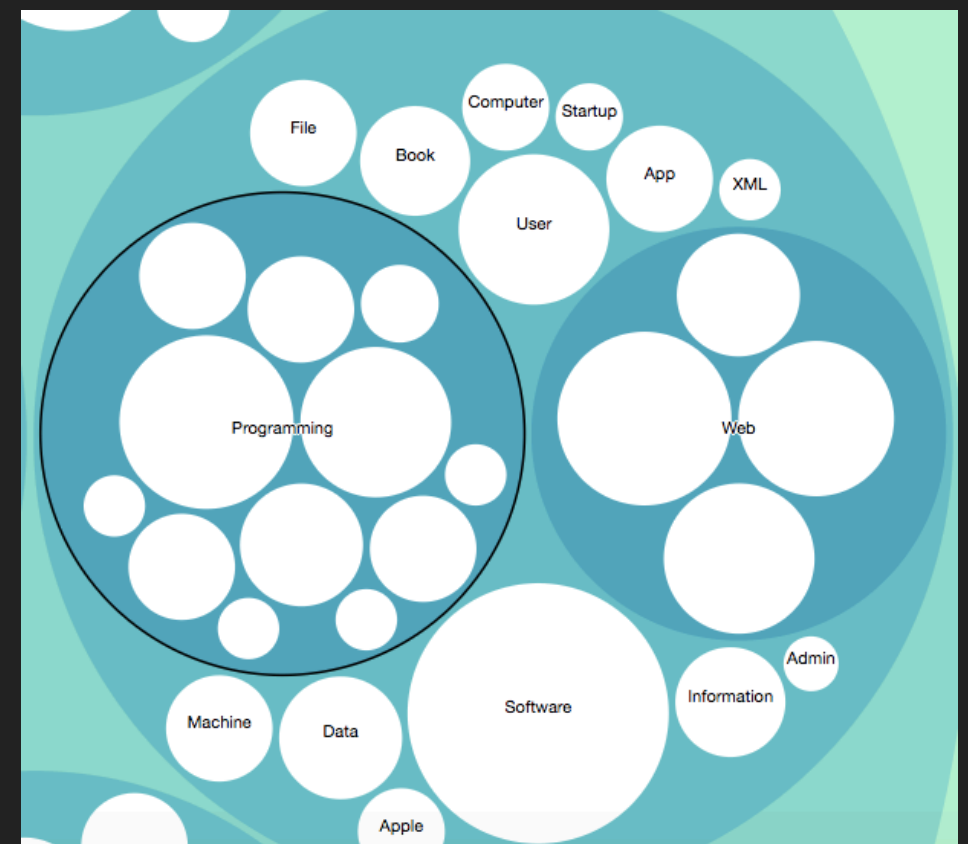 Computer
Startup
File
Book
App
XML
User
Programming
Web
Admin
Information
Software
Machine
Data
Apple